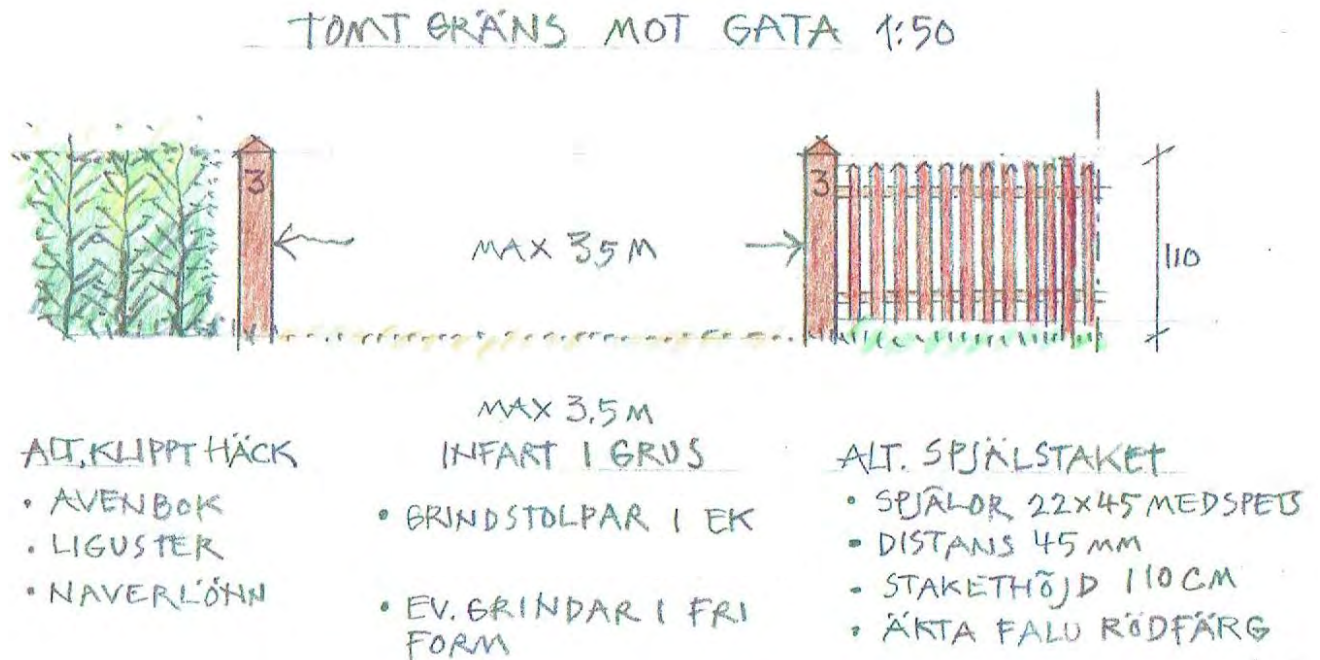 TOMTGRÄNS MOT GATA 1:50
3
3
MAX 3,5 M
110
MAX 3,5 M
ALT. KLIPPT HÄCK
• AVENBOK
• LIGUSTER
• NAVERLÖNN
INFART I GRUS
• GRINDSTOLPAR I EK
• EV. GRINDAR I FRI
FORM
ALT. SPJÄLSTAKET
• SPJÄLOR 22x45 MED SPETS
• DISTANS 45 MM
• STAKETHÖJD 110 CM
• ÄKTA FALU RÖDFÄRG